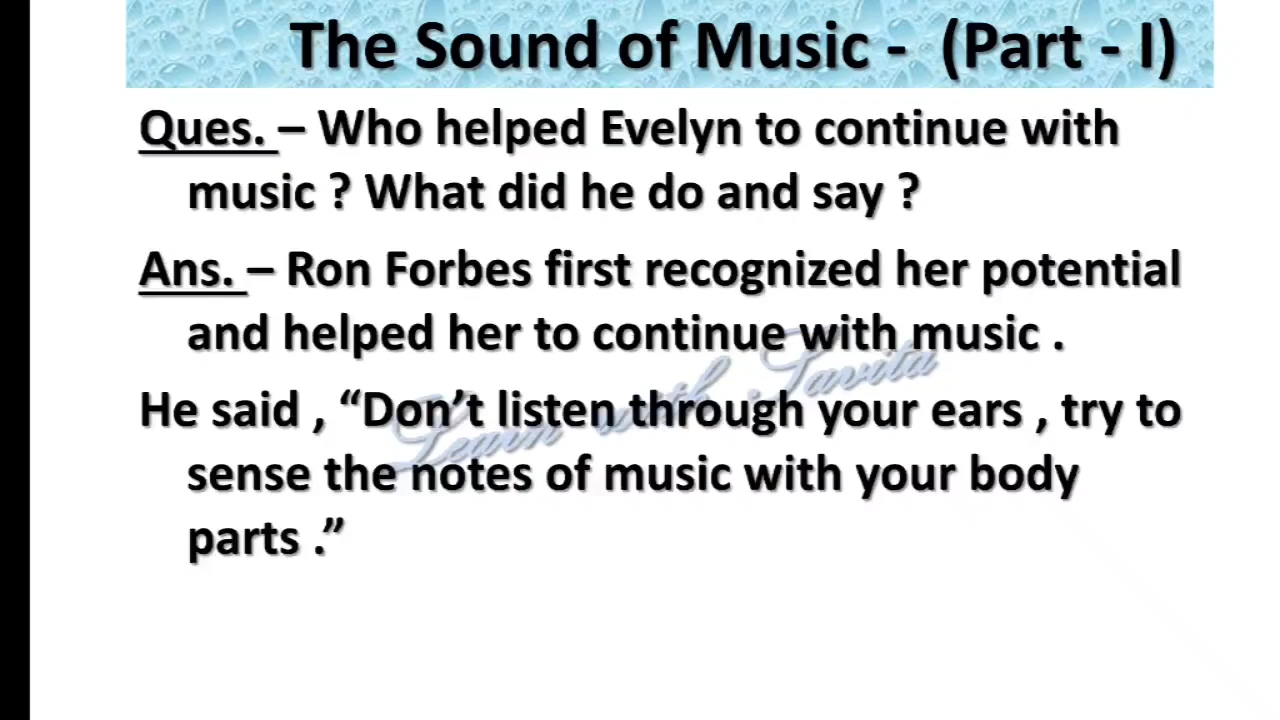 The Sound of Music - (Part - I)
Ques. – Who helped Evelyn to continue with
music ? What did he do and say ?
Ans. – Ron Forbes first recognized her potential
and helped her to continue with music .
He said , “Don’t listen through your ears , try to
sense the notes of music with your body
parts .”
Learn with Savita